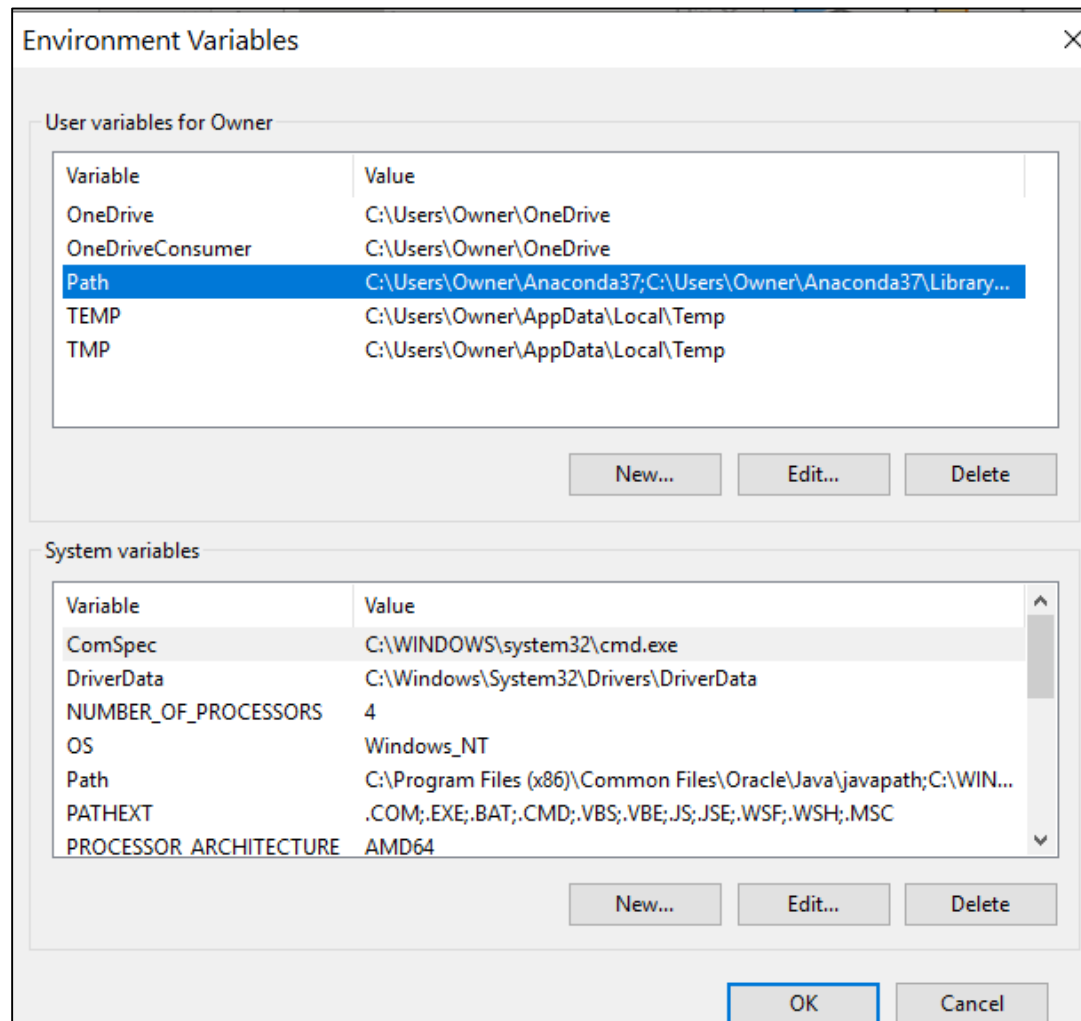 Environment Variables
User variables for Owner
Variable Value
OneDrive C:\Users\Owner\OneDrive
OneDriveConsumer C:\Users\Owner\OneDrive
Path C:\Users\Owner\Anaconda37;C:\Users\Owner\Anaconda37\Library...
TEMP C:\Users\Owner\AppData\Local\Temp
TMP C:\Users\Owner\AppData\Local\Temp
New... Edit... Delete
System variables
Variable Value
ComSpec C:\WINDOWS\system32\cmd.exe
DriverData C:\Windows\System32\Drivers\DriverData
NUMBER_OF_PROCESSORS 4
OS Windows_NT
Path C:\Program Files (x86)\Common Files\Oracle\Java\javapath;C:\WIN...
PATHEXT .COM;.EXE;.BAT;.CMD;.VBS;.VBE;.JS;.JSE;.WSF;.WSH;.MSC
PROCESSOR_ARCHITECTURE AMD64
New... Edit... Delete
OK Cancel